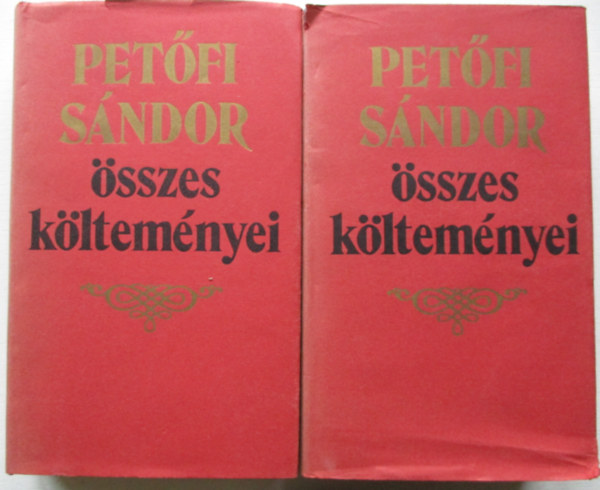 PETŐFI
SÁNDOR
összes
költeményei
PETŐFI
SÁNDOR
összes
költeményei